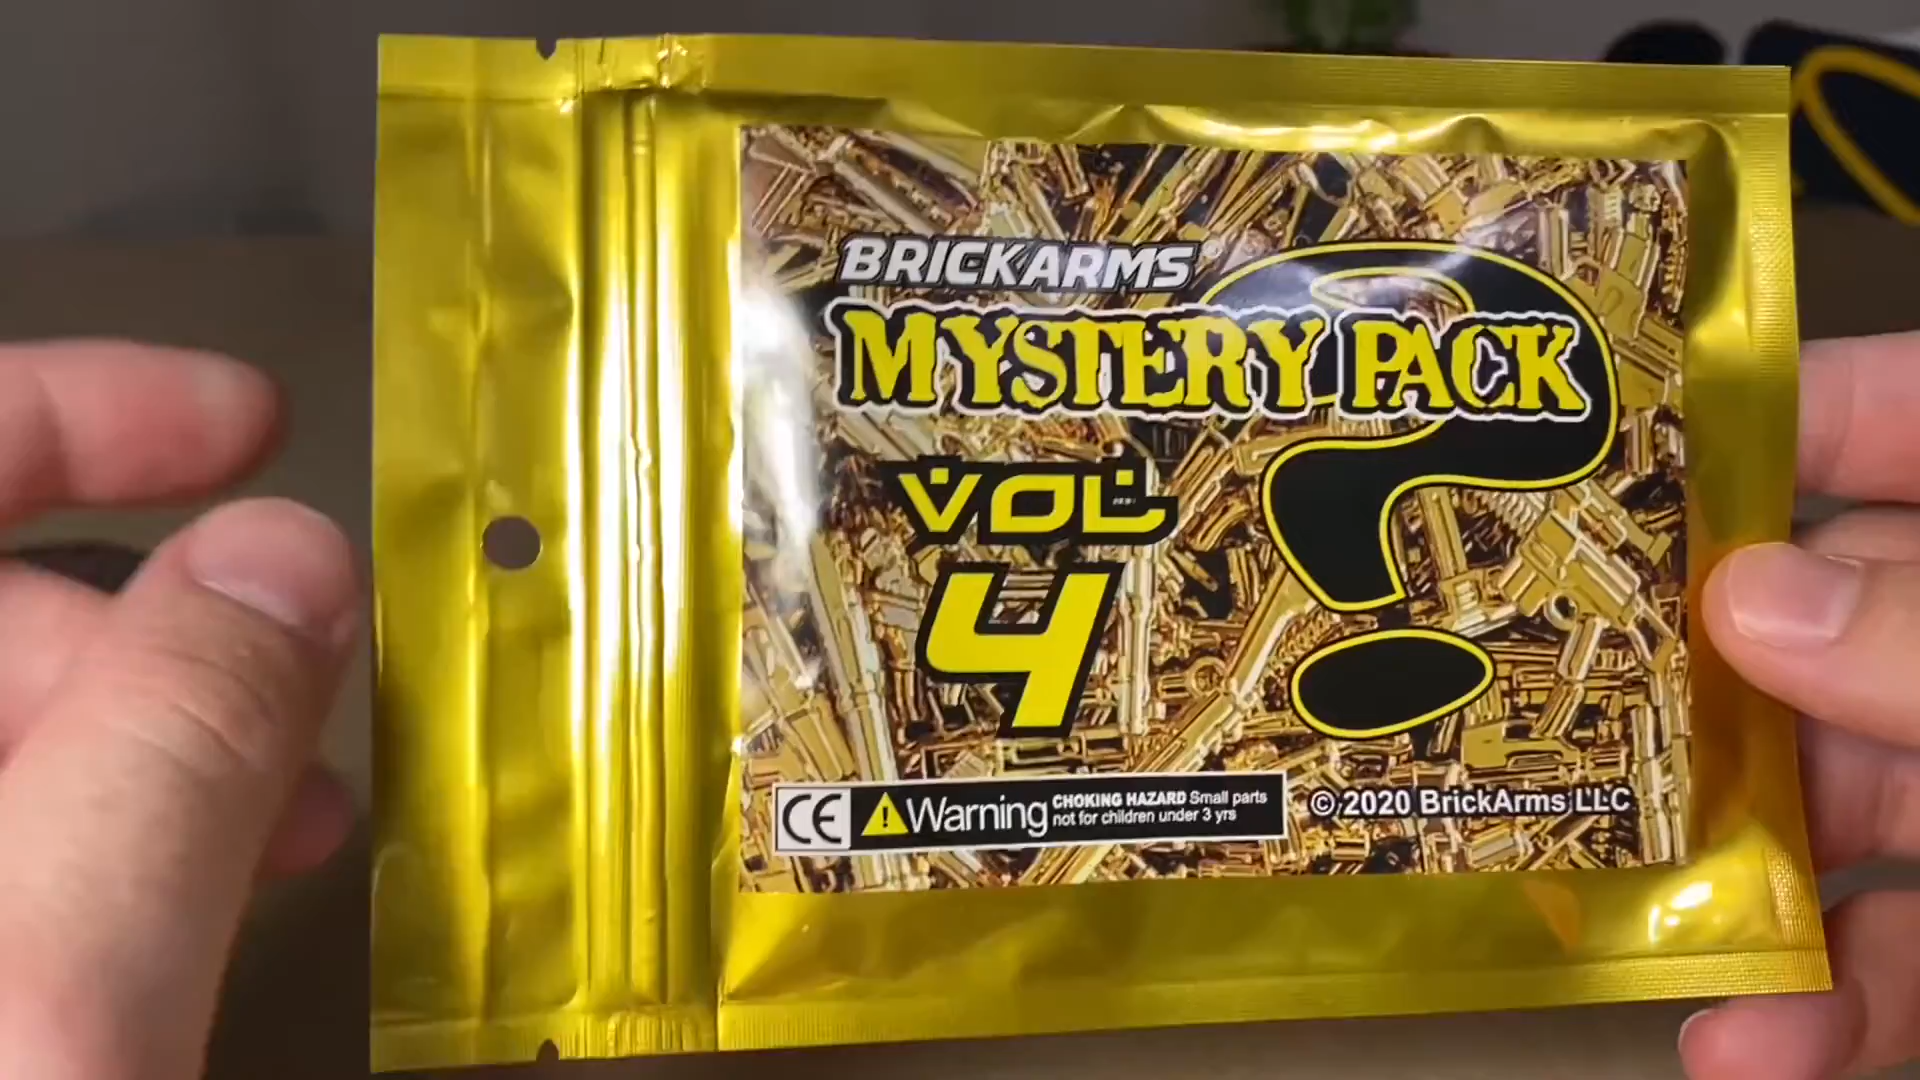 BRICKARMS®
MYSTERY PACK
VOL
4
?
CE
Warning
CHOKING HAZARD Small parts
not for children under 3 yrs
© 2020 BrickArms LLC